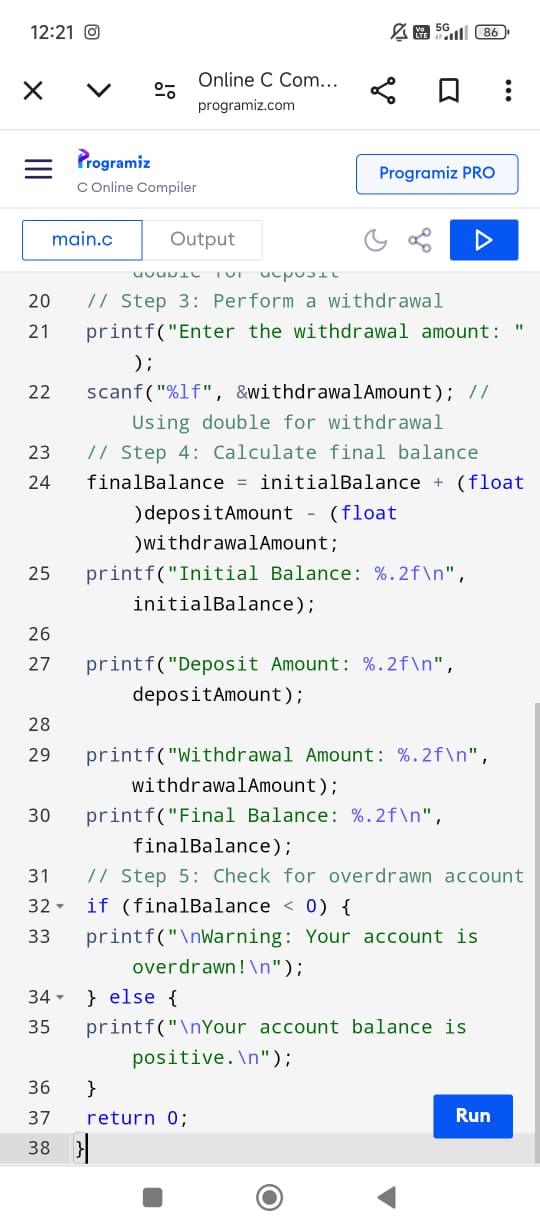 12:21
Vo LTE 5G 86
Online C Com...
programiz.com
Programiz
C Online Compiler
Programiz PRO
main.c Output
double for deposit
20 // Step 3: Perform a withdrawal
21 printf("Enter the withdrawal amount: "
);
22 scanf("%lf", &withdrawalAmount); //
Using double for withdrawal
23 // Step 4: Calculate final balance
24 finalBalance = initialBalance + (float
)depositAmount - (float
)withdrawalAmount;
25 printf("Initial Balance: %.2f\n",
initialBalance);
26
27 printf("Deposit Amount: %.2f\n",
depositAmount);
28
29 printf("Withdrawal Amount: %.2f\n",
withdrawalAmount);
30 printf("Final Balance: %.2f\n",
finalBalance);
31 // Step 5: Check for overdrawn account
32 if (finalBalance < 0) {
33 printf("\nWarning: Your account is
overdrawn!\n");
34 } else {
35 printf("\nYour account balance is
positive.\n");
36 }
37 return 0;
Run
38 }